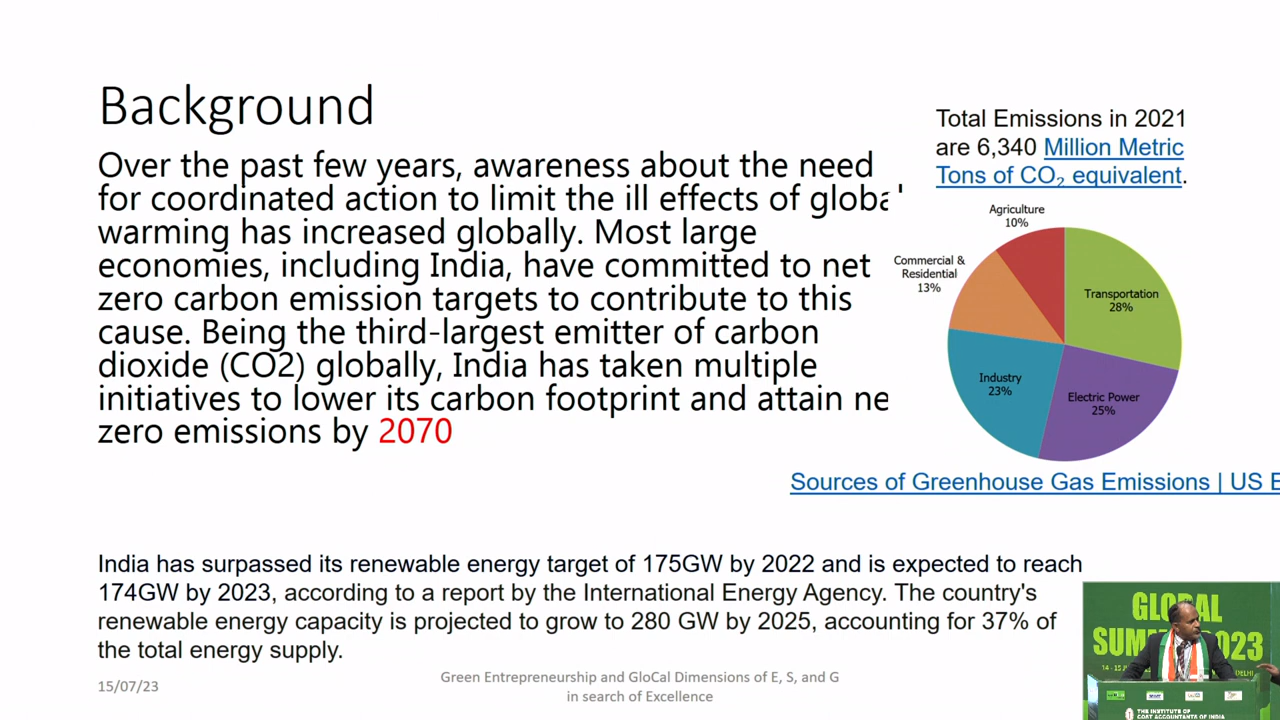 Background
Over the past few years, awareness about the need
for coordinated action to limit the ill effects of global
warming has increased globally. Most large
economies, including India, have committed to net
zero carbon emission targets to contribute to this
cause. Being the third-largest emitter of carbon
dioxide (CO2) globally, India has taken multiple
initiatives to lower its carbon footprint and attain ne
zero emissions by 2070
Total Emissions in 2021
are 6,340 Million Metric
Tons of CO₂ equivalent.
Agriculture
10%
Commercial &
Residential
13%
Transportation
28%
Industry
23%
Electric Power
25%
Sources of Greenhouse Gas Emissions | US E
India has surpassed its renewable energy target of 175GW by 2022 and is expected to reach
174GW by 2023, according to a report by the International Energy Agency. The country's
renewable energy capacity is projected to grow to 280 GW by 2025, accounting for 37% of
the total energy supply.
15/07/23
Green Entrepreneurship and GloCal Dimensions of E, S, and G
in search of Excellence
GLOBAL
2023
THE INSTITUTE OF
COST ACCOUNTANTS OF INDIA